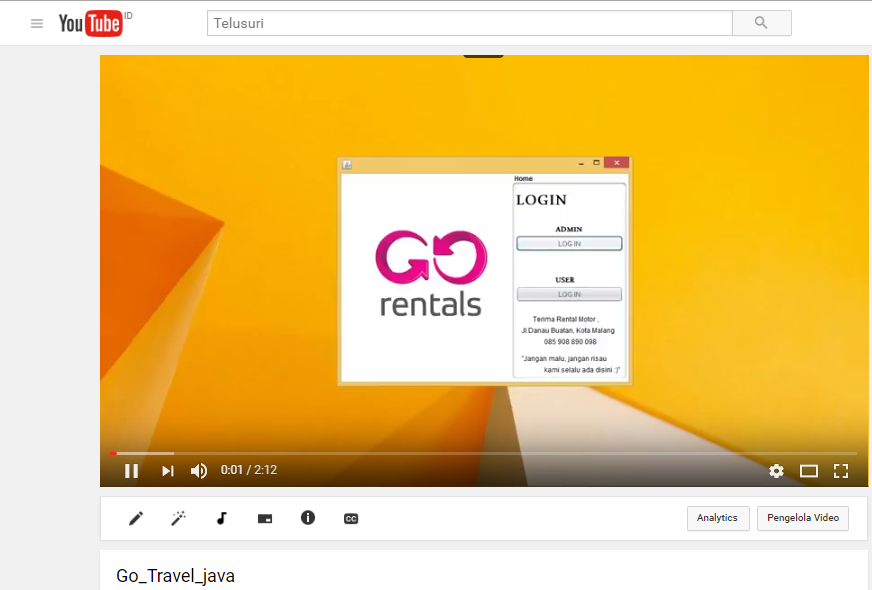 YouTube ID
Telusuri
Home
LOGIN
ADMIN
LOG IN
GO
rentals
USER
LOG IN
Terima Rental Motor ,
Jl.Danau Buatan, Kota Malang
085 908 890 098
"Jangan malu, jangan risau
kami selalu ada disini :)"
0:01 / 2:12
CC
Analytics
Pengelola Video
Go_Travel_java